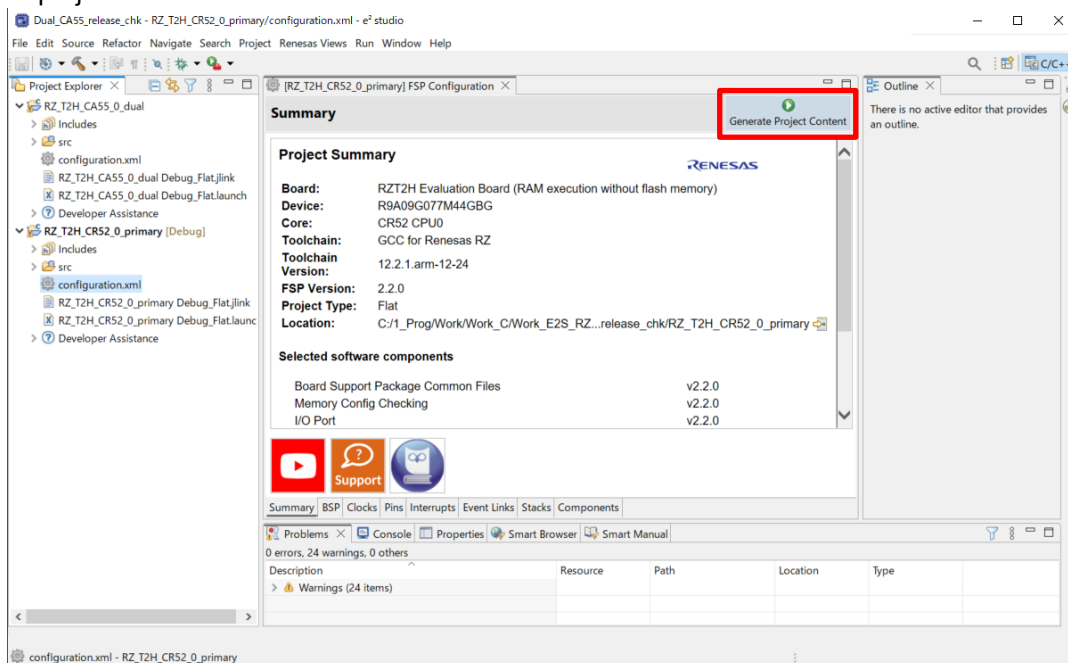 Dual_CA55_release_chk - RZ_T2H_CR52_0_primary/configuration.xml - e² studio
File Edit Source Refactor Navigate Search Project Renesas Views Run Window Help
C/C+
Project Explorer
RZ_T2H_CA55_0_dual
Includes
src
configuration.xml
RZ_T2H_CA55_0_dual Debug_Flat.jlink
RZ_T2H_CA55_0_dual Debug_Flat.launch
Developer Assistance
RZ_T2H_CR52_0_primary [Debug]
Includes
src
configuration.xml
RZ_T2H_CR52_0_primary Debug_Flat.jlink
RZ_T2H_CR52_0_primary Debug_Flat.launc
Developer Assistance
[RZ_T2H_CR52_0_primary] FSP Configuration
Summary
Generate Project Content
Project Summary
RENESAS
Board: RZT2H Evaluation Board (RAM execution without flash memory)
Device: R9A09G077M44GBG
Core: CR52 CPU0
Toolchain: GCC for Renesas RZ
Toolchain Version: 12.2.1.arm-12-24
FSP Version: 2.2.0
Project Type: Flat
Location: C:/1_Prog/Work/Work_C/Work_E2S_RZ...release_chk/RZ_T2H_CR52_0_primary
Selected software components
Board Support Package Common Files v2.2.0
Memory Config Checking v2.2.0
I/O Port v2.2.0
Support
Summary BSP Clocks Pins Interrupts Event Links Stacks Components
Outline
There is no active editor that provides
an outline.
Problems Console Properties Smart Browser Smart Manual
0 errors, 24 warnings, 0 others
Description Resource Path Location Type
Warnings (24 items)
configuration.xml - RZ_T2H_CR52_0_primary